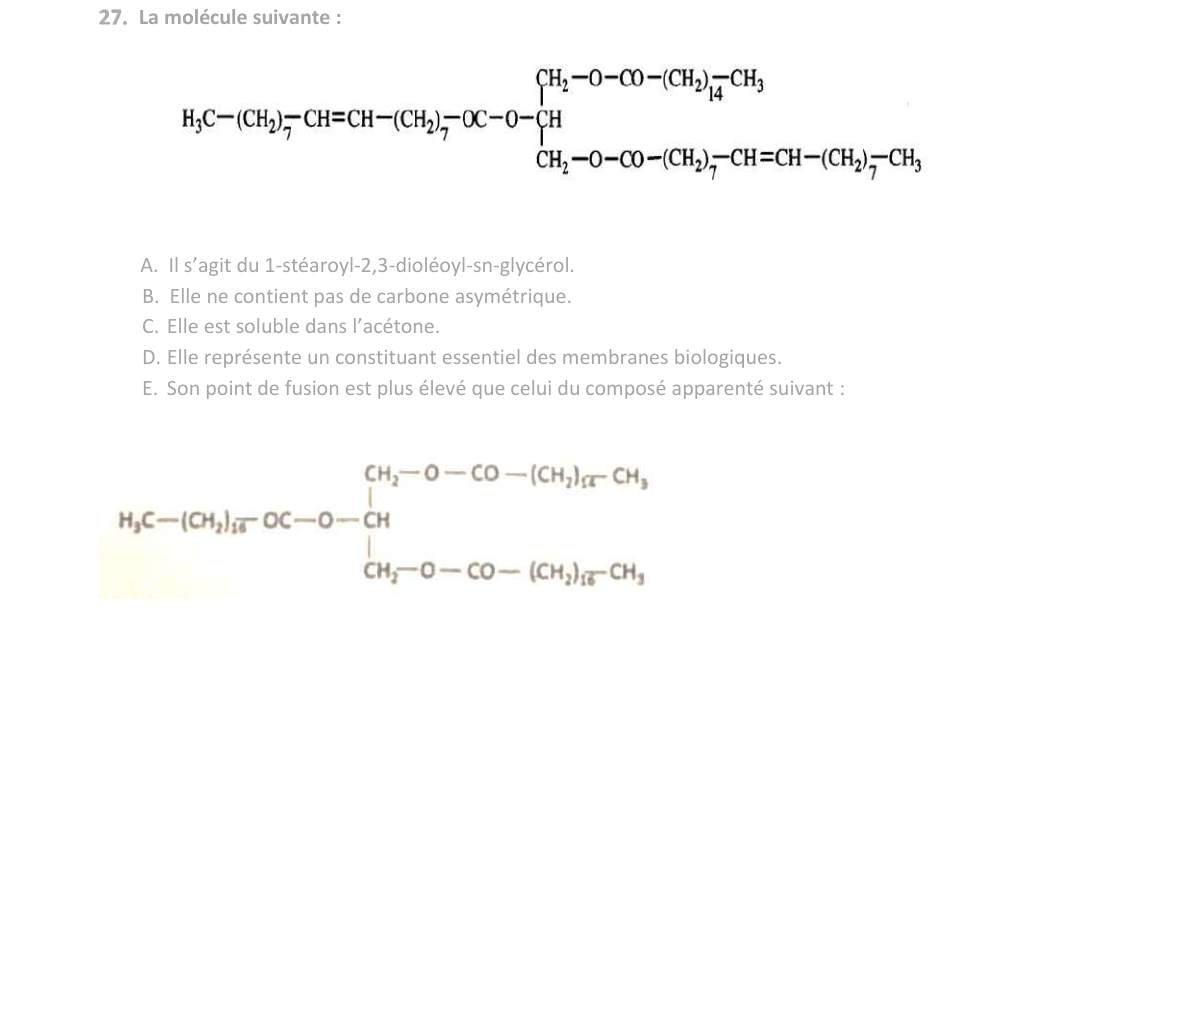 27. La molécule suivante :
CH₂−O−CO−(CH₂)₁₄−CH₃
H₃C−(CH₂)₇−CH=CH−(CH₂)₇−OC−O−CH
CH₂−O−CO−(CH₂)₇−CH=CH−(CH₂)₇−CH₃
A. Il s’agit du 1-stéaroyl-2,3-dioléoyl-sn-glycérol.
B. Elle ne contient pas de carbone asymétrique.
C. Elle est soluble dans l’acétone.
D. Elle représente un constituant essentiel des membranes biologiques.
E. Son point de fusion est plus élevé que celui du composé apparenté suivant :
CH₂−O−CO−(CH₂) −CH₃
H₃C−(CH₂)₁₆−OC−O−CH
CH₂−O−CO−(CH₂)₁₆−CH₃